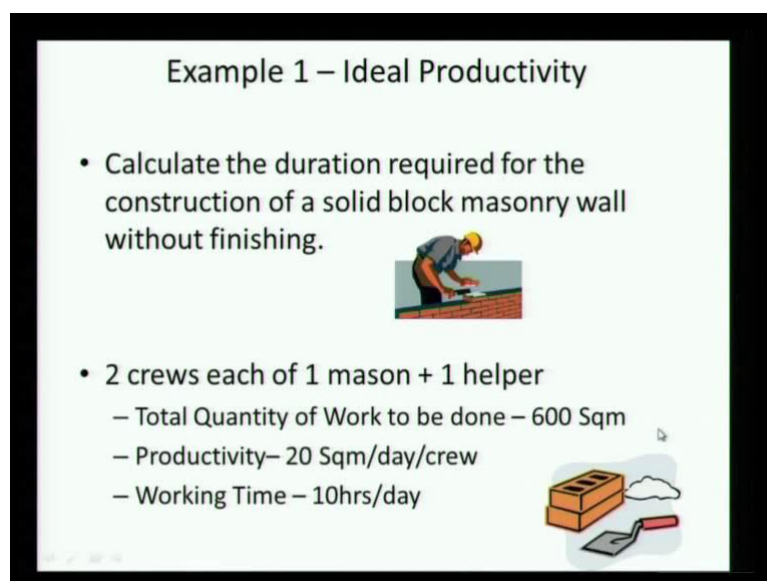 Example 1 – Ideal Productivity
• Calculate the duration required for the
construction of a solid block masonry wall
without finishing.
• 2 crews each of 1 mason + 1 helper
– Total Quantity of Work to be done – 600 Sqm
– Productivity– 20 Sqm/day/crew
– Working Time – 10hrs/day